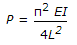 P = π² EI / 4L²